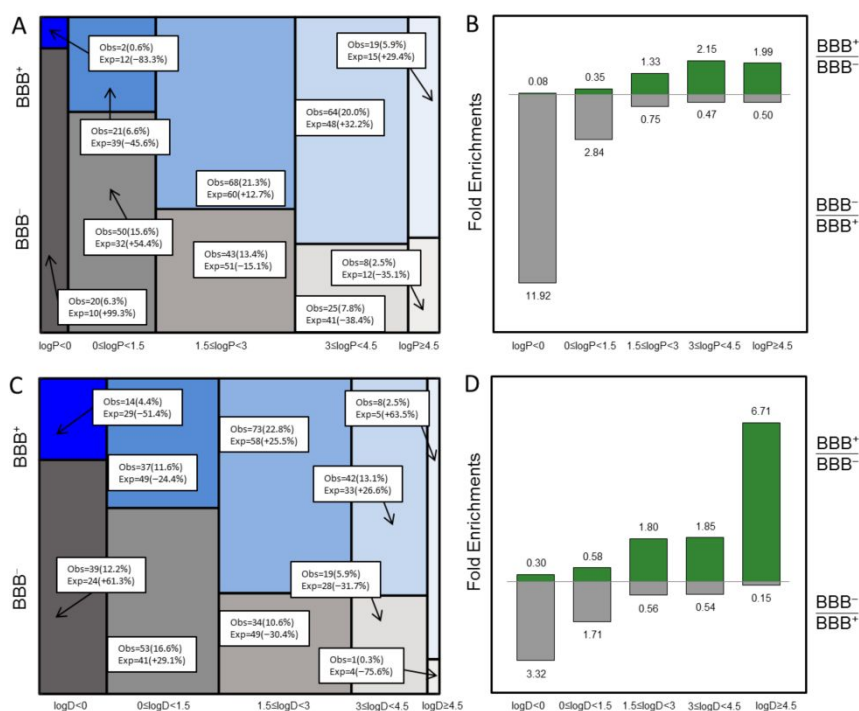 A
BBB⁺
BBB⁻
Obs=2(0.6%)
Exp=12(−83.3%)
Obs=19(5.9%)
Exp=15(+29.4%)
Obs=64(20.0%)
Exp=48(+32.2%)
Obs=21(6.6%)
Exp=39(−45.6%)
Obs=68(21.3%)
Exp=60(+12.7%)
Obs=50(15.6%)
Exp=32(+54.4%)
Obs=43(13.4%)
Exp=51(−15.1%)
Obs=8(2.5%)
Exp=12(−35.1%)
Obs=20(6.3%)
Exp=10(+99.3%)
Obs=25(7.8%)
Exp=41(−38.4%)
logP<0 0≤logP<1.5 1.5≤logP<3 3≤logP<4.5 logP≥4.5
B
Fold Enrichments
0.08 0.35 1.33 2.15 1.99
11.92 2.84 0.75 0.47 0.50
BBB⁺
BBB⁻
BBB⁻
BBB⁺
logP<0 0≤logP<1.5 1.5≤logP<3 3≤logP<4.5 logP≥4.5
C
BBB⁺
BBB⁻
Obs=14(4.4%)
Exp=29(−51.4%)
Obs=8(2.5%)
Exp=5(+63.5%)
Obs=73(22.8%)
Exp=58(+25.5%)
Obs=37(11.6%)
Exp=49(−24.4%)
Obs=42(13.1%)
Exp=33(+26.6%)
Obs=39(12.2%)
Exp=24(+61.3%)
Obs=19(5.9%)
Exp=28(−31.7%)
Obs=53(16.6%)
Exp=41(+29.1%)
Obs=34(10.6%)
Exp=49(−30.4%)
Obs=1(0.3%)
Exp=4(−75.6%)
logD<0 0≤logD<1.5 1.5≤logD<3 3≤logD<4.5 logD≥4.5
D
Fold Enrichments
0.30 0.58 1.80 1.85 6.71
3.32 1.71 0.56 0.54 0.15
BBB⁺
BBB⁻
BBB⁻
BBB⁺
logD<0 0≤logD<1.5 1.5≤logD<3 3≤logD<4.5 logD≥4.5